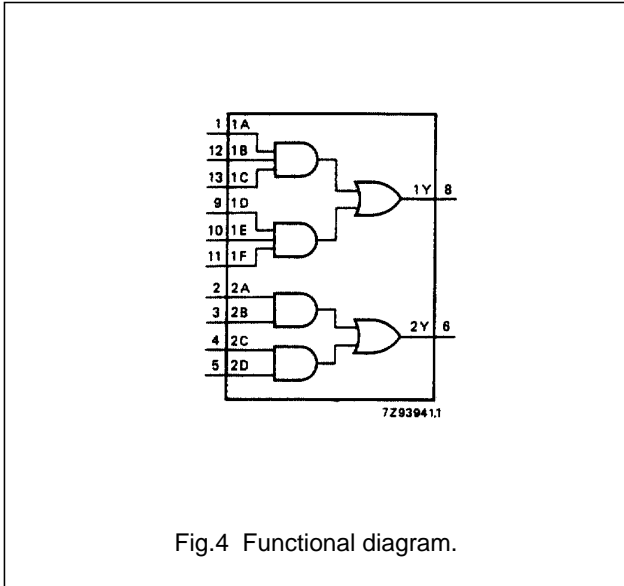 1 1A
12 1B
13 1C
9 1D
10 1E
11 1F
1Y 8
2 2A
3 2B
4 2C
5 2D
2Y 6
7Z93941.1
Fig.4 Functional diagram.